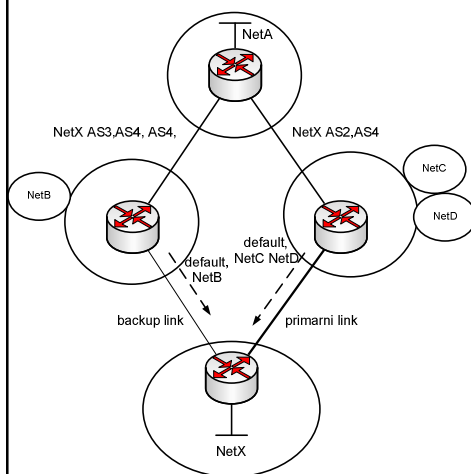 NetA
NetX AS3,AS4, AS4,
NetX AS2,AS4
NetC
NetB
NetD
default,
NetC NetD
default,
NetB
backup link
primarni link
NetX